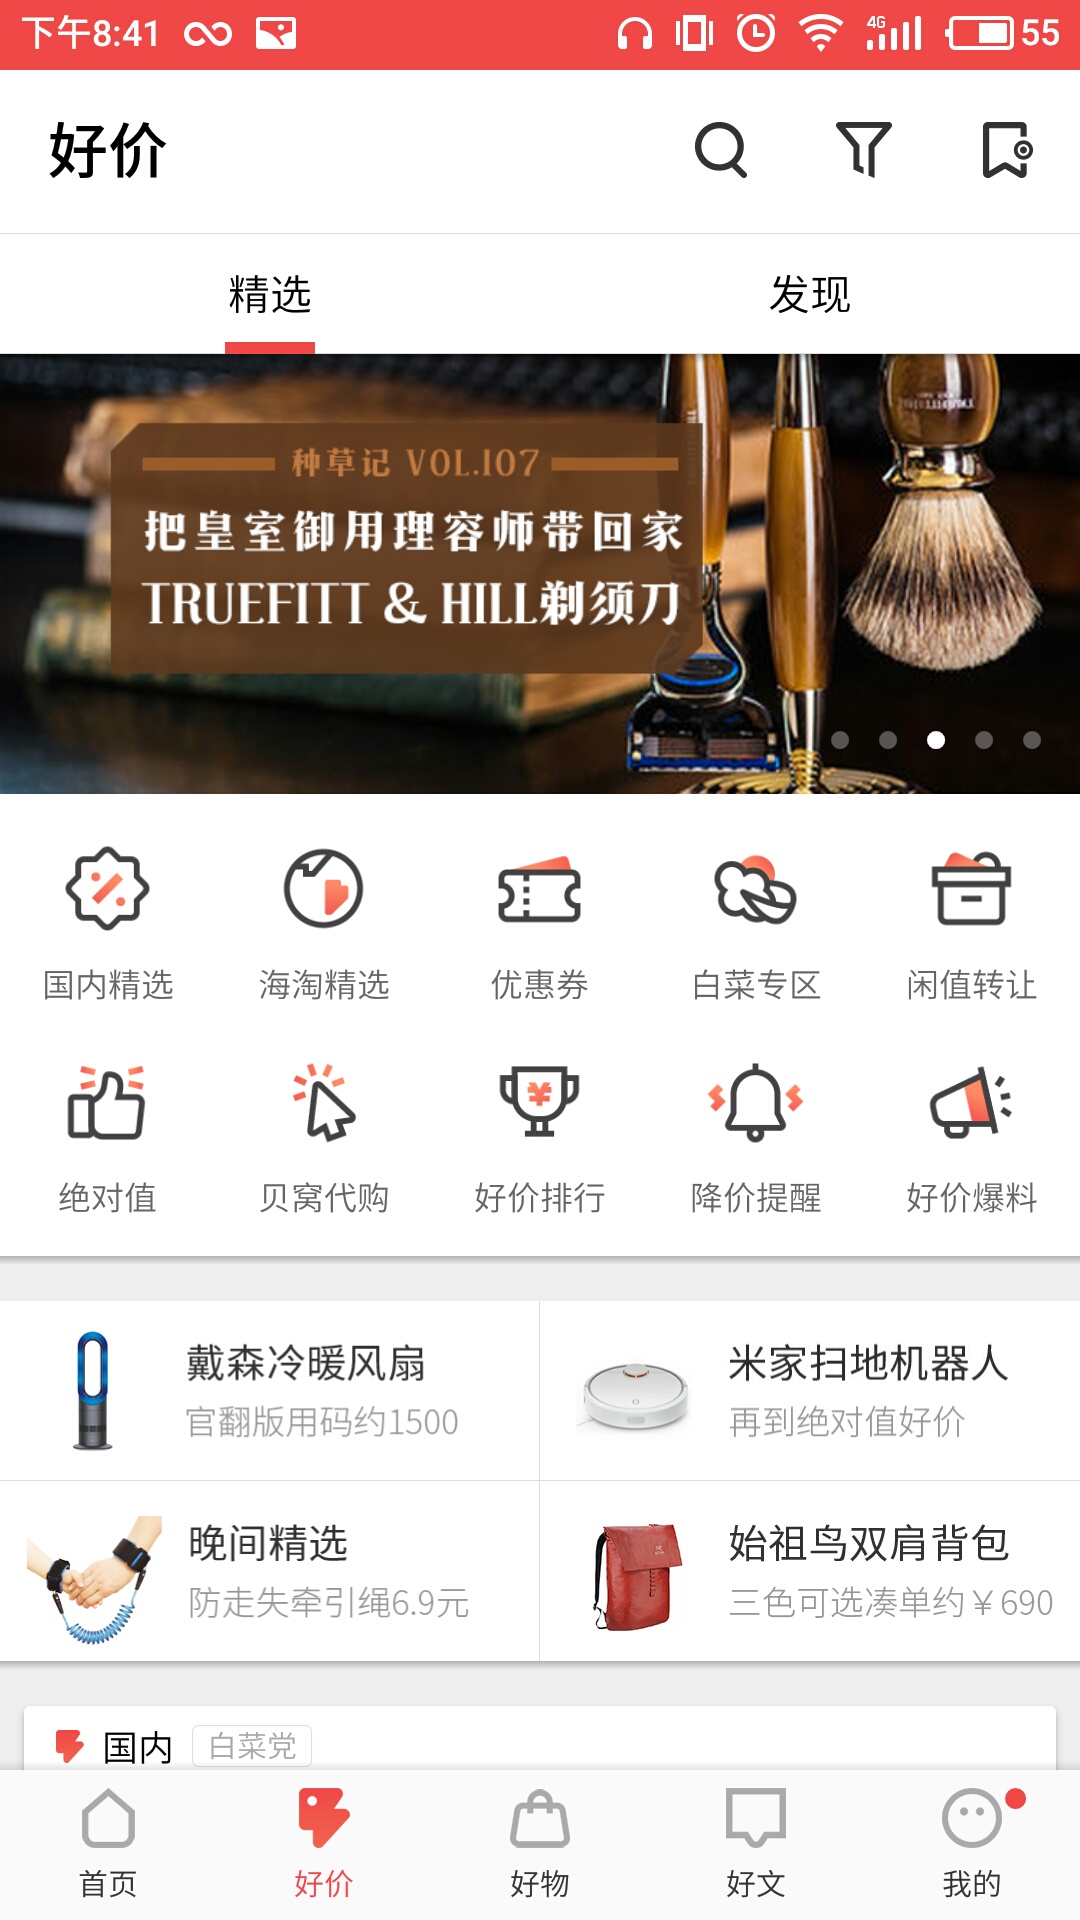 下午8:41 4G 55
好价
精选 发现
种草记 VOL.107
把皇室御用理容师带回家
TRUEFITT & HILL剃须刀
国内精选 海淘精选 优惠券 白菜专区 闲值转让
绝对值 贝窝代购 好价排行 降价提醒 好价爆料
戴森冷暖风扇
官翻版用码约1500
米家扫地机器人
再到绝对值好价
晚间精选
防走失牵引绳6.9元
始祖鸟双肩背包
三色可选凑单约￥690
国内 白菜党
首页 好价 好物 好文 我的